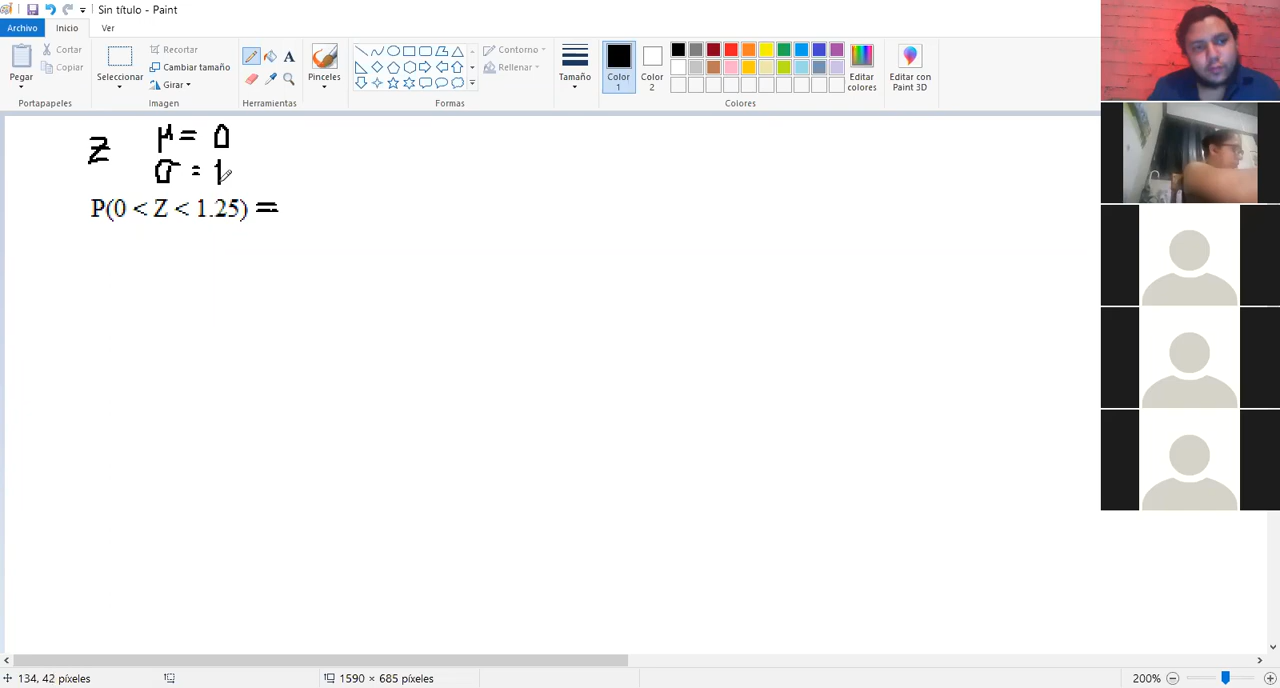 Sin título - Paint
Archivo Inicio Ver
Pegar
Cortar
Copiar
Portapapeles
Seleccionar
Recortar
Cambiar tamaño
Girar
Imagen
Herramientas
Pinceles
Contorno
Rellenar
Formas
Tamaño
Color 1
Color 2
Editar colores
Colores
Editar con Paint 3D
Z μ = 0
σ = 1
P(0 < Z < 1.25) =
134, 42 píxeles 1590 × 685 píxeles 200%